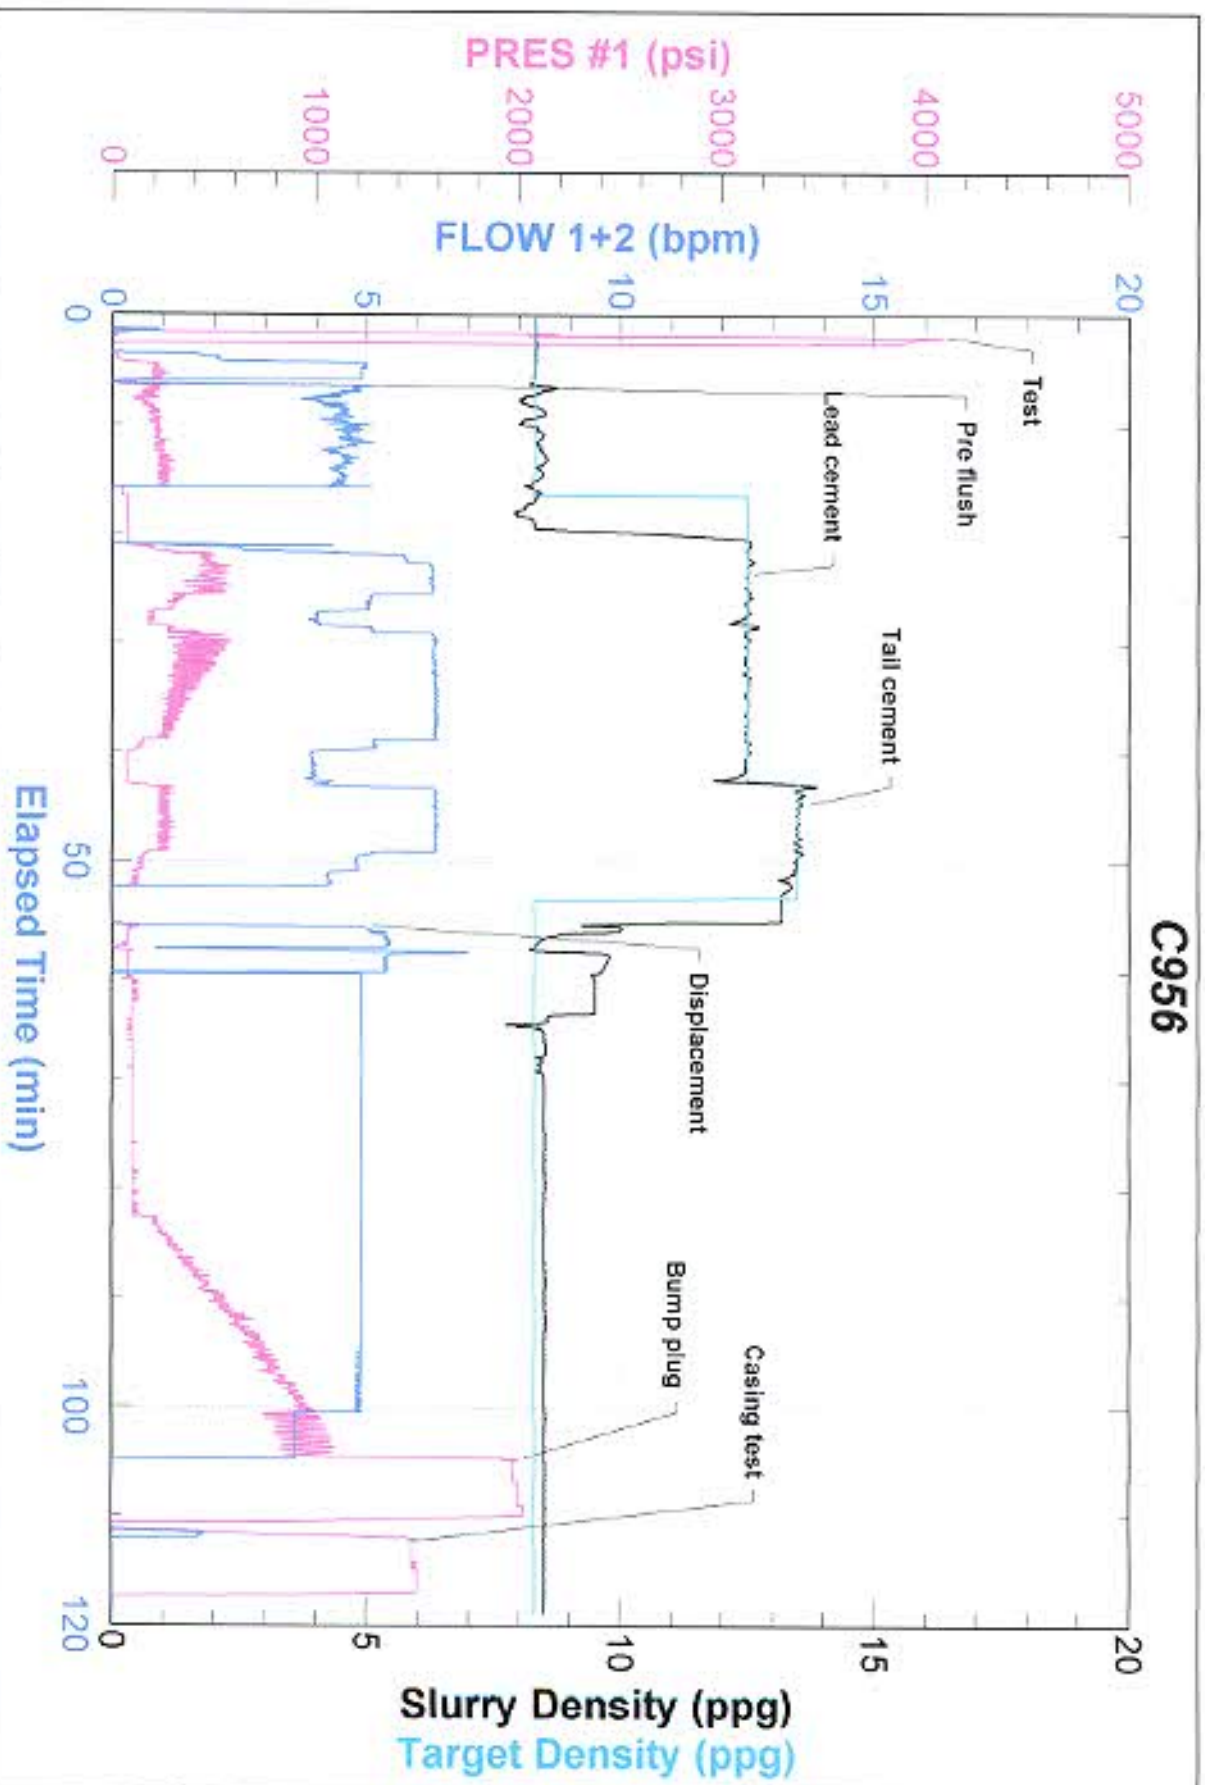 C956
PRES #1 (psi)
5000
4000
3000
2000
1000
0
FLOW 1+2 (bpm)
20
15
10
5
0
Test
Pre flush
Lead cement
Tail cement
Displacement
Bump plug
Casing test
20
15
10
5
0
Slurry Density (ppg)
Target Density (ppg)
0
50
100
120
Elapsed Time (min)